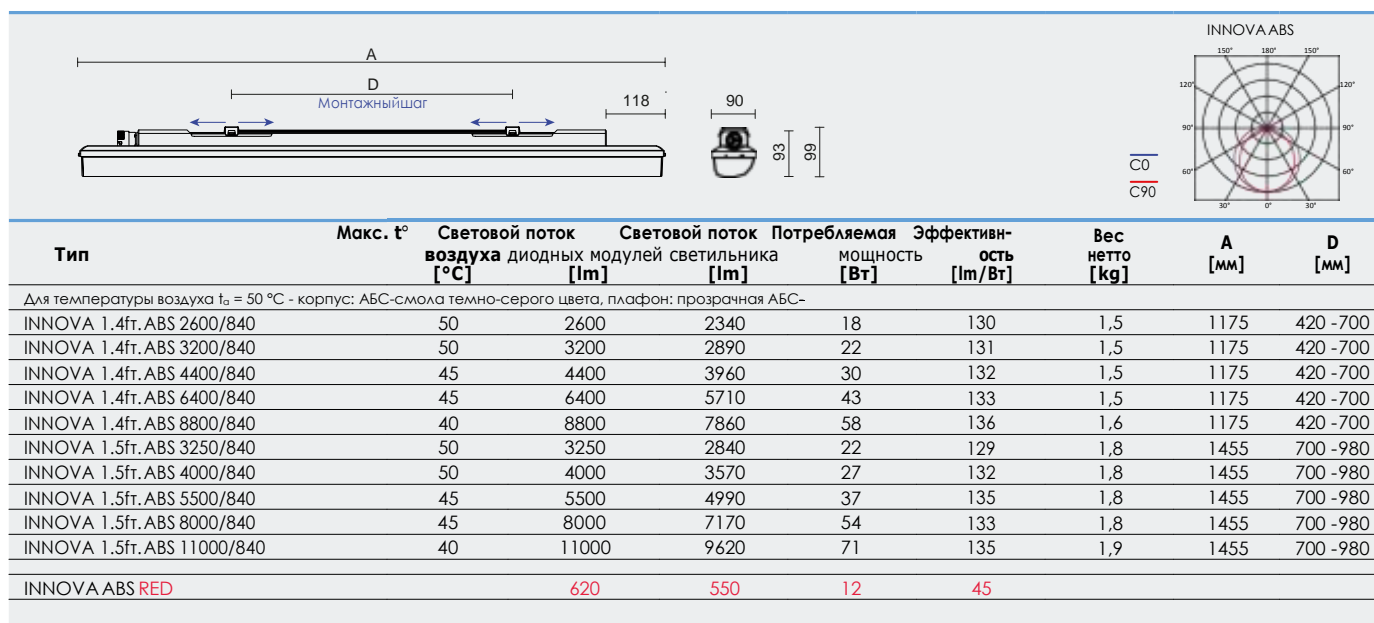 INNOVA ABS
150° 180° 150°
A
120° 120°
D
Монтажныйшаг
118 90
90° 90°
93 99
C0
60° 60°
C90
30° 0° 30°
Макс. t° Световой поток Световой поток Потребляемая Эффективн-
Тип воздуха диодных модулей светильника мощность ость Вес нетто A D
[°C] [lm] [lm] [Вт] [lm/Вт] [kg] [мм] [мм]
Для температуры воздуха ta = 50 °C - корпус: АБС-смола темно-серого цвета, плафон: прозрачная АБС-
INNOVA 1.4fт. ABS 2600/840 50 2600 2340 18 130 1,5 1175 420 -700
INNOVA 1.4fт. ABS 3200/840 50 3200 2890 22 131 1,5 1175 420 -700
INNOVA 1.4fт. ABS 4400/840 45 4400 3960 30 132 1,5 1175 420 -700
INNOVA 1.4fт. ABS 6400/840 45 6400 5710 43 133 1,5 1175 420 -700
INNOVA 1.4fт. ABS 8800/840 40 8800 7860 58 136 1,6 1175 420 -700
INNOVA 1.5fт. ABS 3250/840 50 3250 2840 22 129 1,8 1455 700 -980
INNOVA 1.5fт. ABS 4000/840 50 4000 3570 27 132 1,8 1455 700 -980
INNOVA 1.5fт. ABS 5500/840 45 5500 4990 37 135 1,8 1455 700 -980
INNOVA 1.5fт. ABS 8000/840 45 8000 7170 54 133 1,8 1455 700 -980
INNOVA 1.5fт. ABS 11000/840 40 11000 9620 71 135 1,9 1455 700 -980
INNOVA ABS RED 620 550 12 45